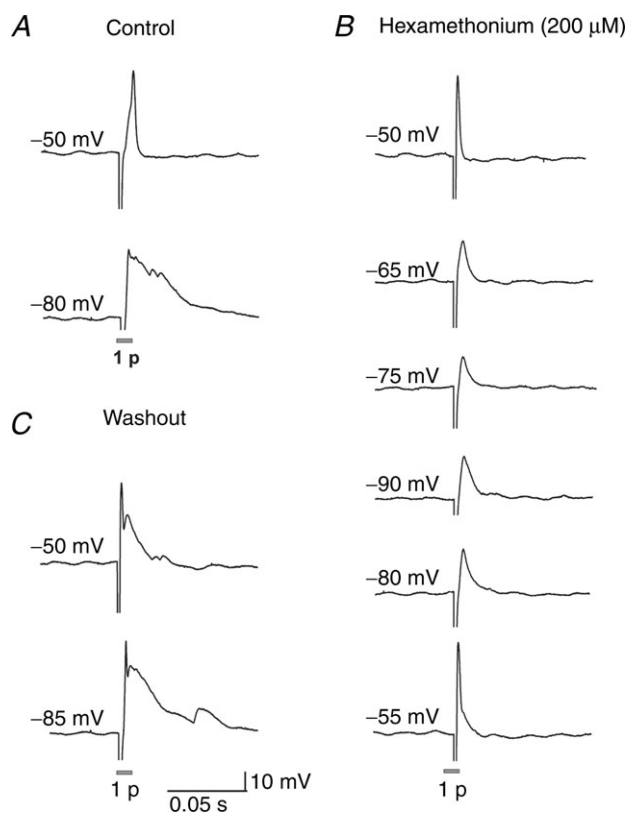 A Control
−50 mV
−80 mV
1 p
B Hexamethonium (200 μM)
−50 mV
−65 mV
−75 mV
−90 mV
−80 mV
−55 mV
1 p
C Washout
−50 mV
−85 mV
1 p
10 mV
0.05 s